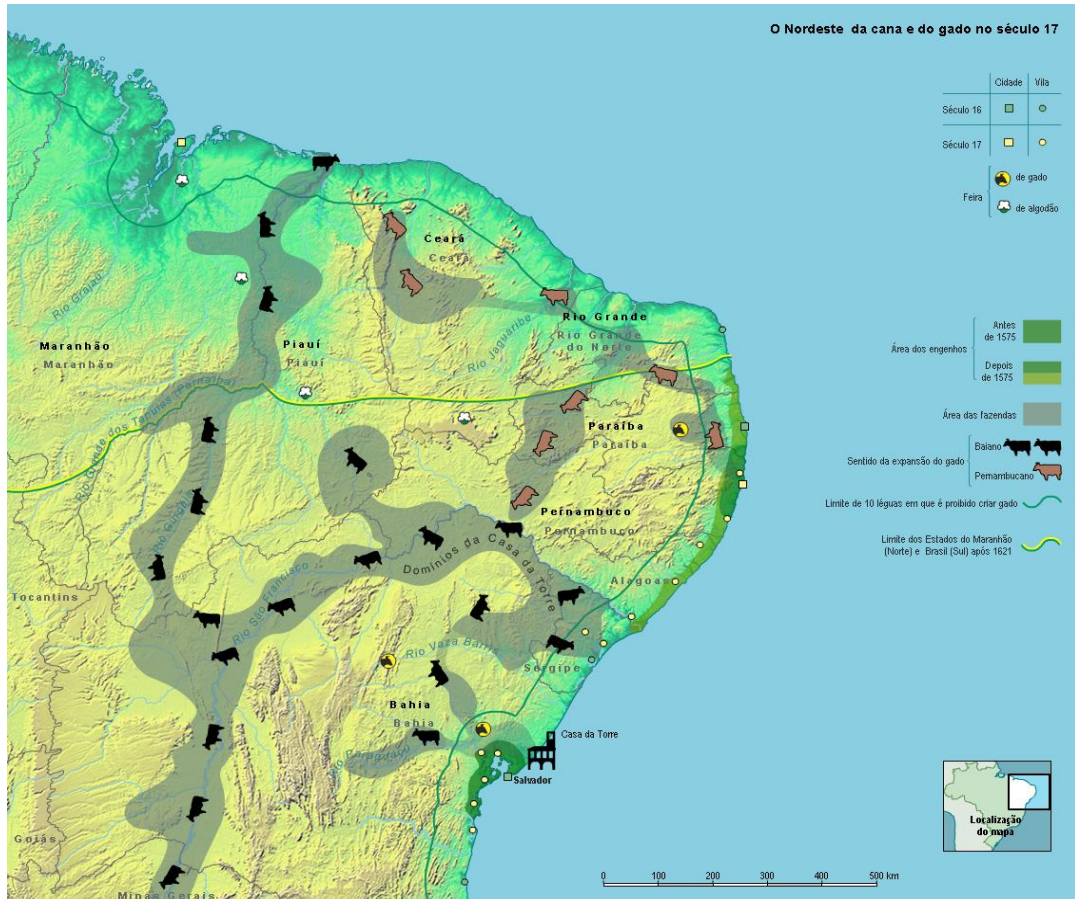 O Nordeste da cana e do gado no século 17
Cidade Vila
Século 16
Século 17
Feira
de gado
de algodão
Área dos engenhos
Antes
de 1575
Depois
de 1575
Área das fazendas
Sentido da expansão do gado
Baiano
Pernambucano
Limite de 10 léguas em que é proibido criar gado
Limite dos Estados do Maranhão
(Norte) e Brasil (Sul) após 1621
Ceará
Ceará
Rio Grajaú
Rio Grande
Rio Grande
do Norte
Maranhão
Maranhão
Piauí
Piauí
Rio Jaguaribe
Rio Grande dos Tapuias (Parnaíba)
Paraíba
Paraíba
Pernambuco
Pernambuco
Domínios da Casa da Torre
Alagoas
Tocantins
Rio São Francisco
Rio Vaza Barris
Sergipe
Bahia
Bahia
Rio Paraguaçu
Casa da Torre
Salvador
Goiás
Minas Gerais
Localização
do mapa
0 100 200 300 400 500 km